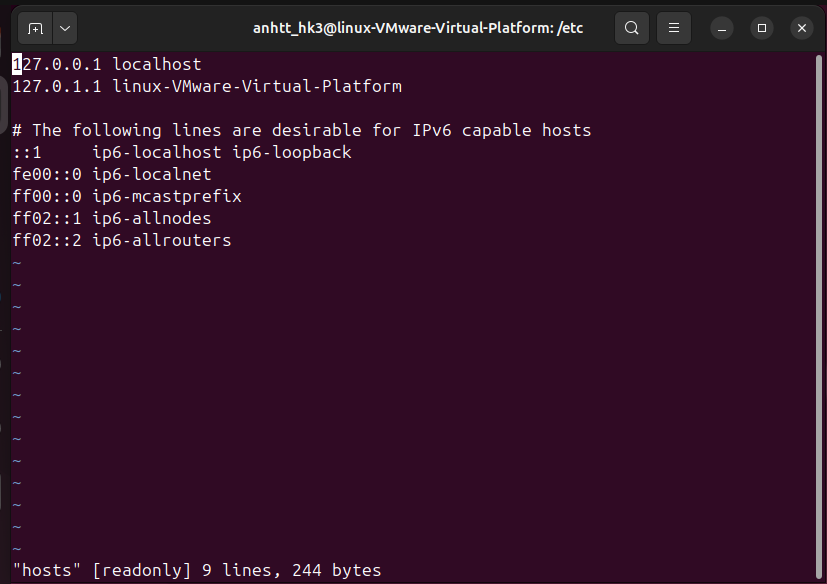 anhtt_hk3@linux-VMware-Virtual-Platform: /etc
127.0.0.1 localhost
127.0.1.1 linux-VMware-Virtual-Platform
# The following lines are desirable for IPv6 capable hosts
::1     ip6-localhost ip6-loopback
fe00::0 ip6-localnet
ff00::0 ip6-mcastprefix
ff02::1 ip6-allnodes
ff02::2 ip6-allrouters
~
~
~
~
~
~
~
~
~
~
~
~
~
~
"hosts" [readonly] 9 lines, 244 bytes